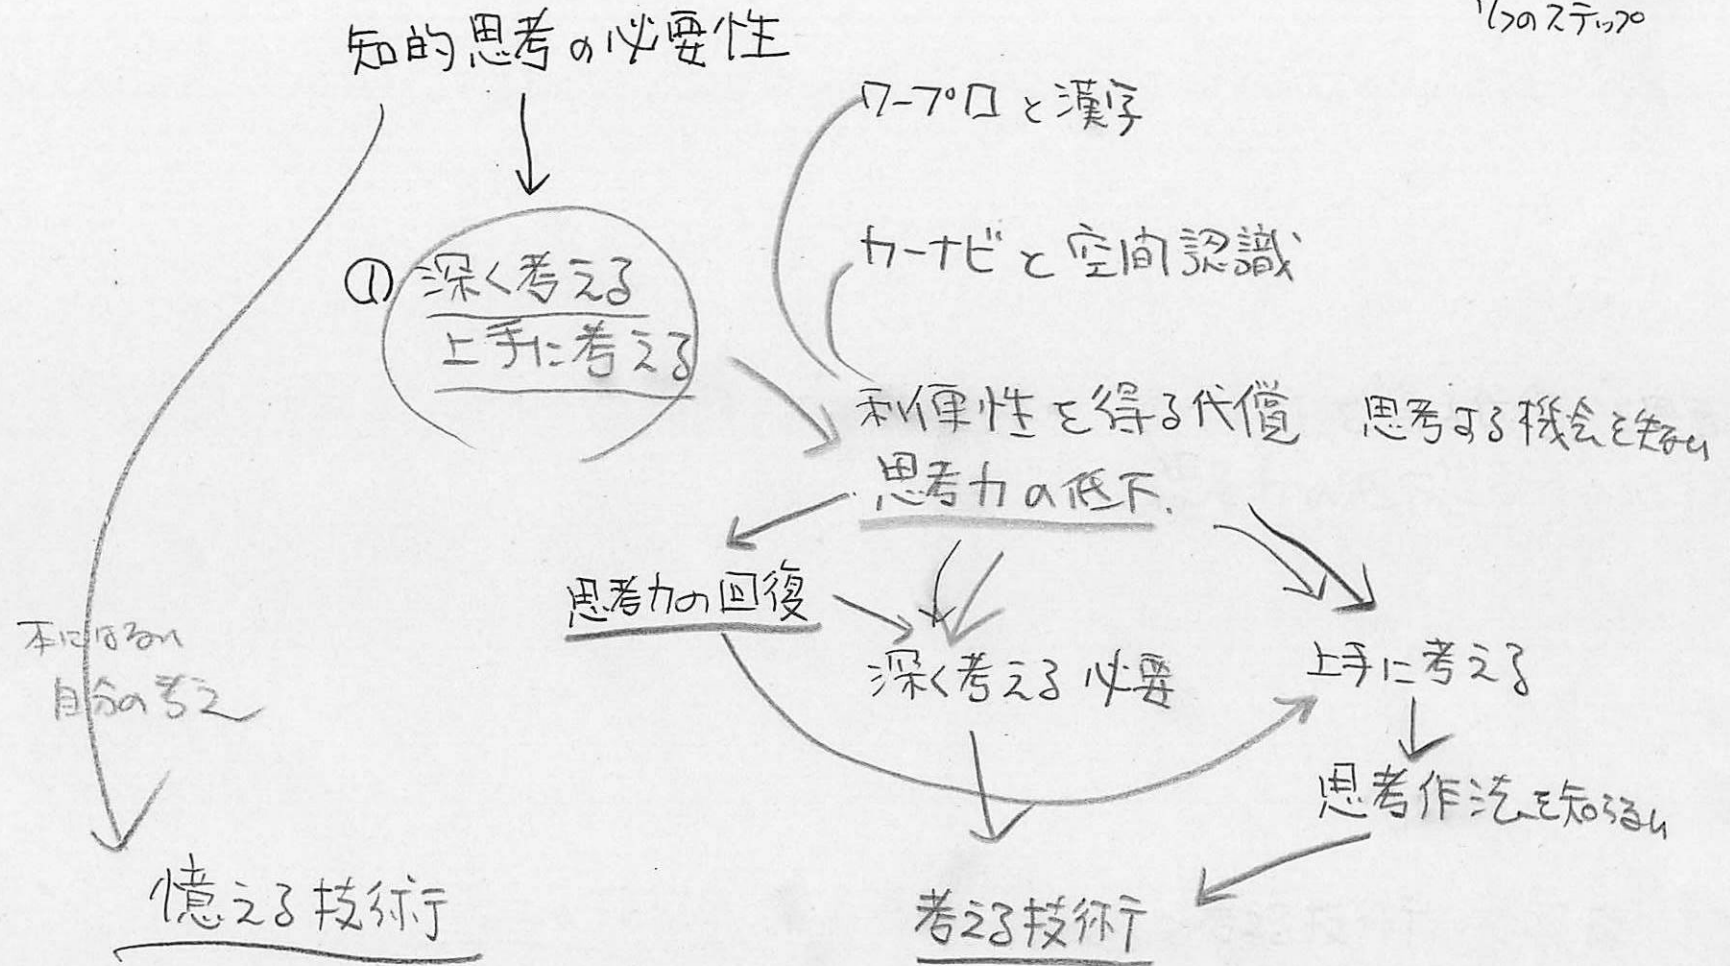 知的思考の必要性
つのステップ
ワープロと漢字
カーナビと空間認識
① 深く考える
上手に考える
利便性を得る代償 思考する機会を
思考力の低下.
思考力の回復
深く考える必要
上手に考える
本にはない
自分の考え
思考作法を知らない
憶える技術
考える技術